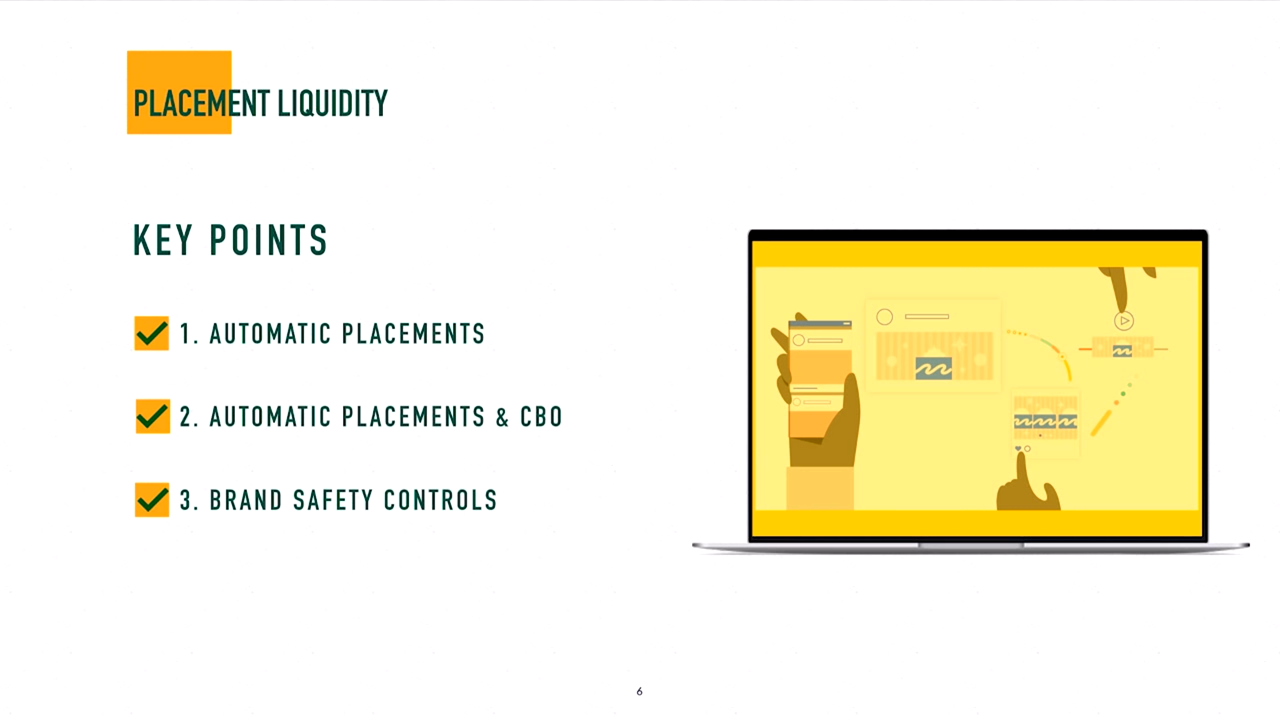 PLACEMENT LIQUIDITY
KEY POINTS
1. AUTOMATIC PLACEMENTS
2. AUTOMATIC PLACEMENTS & CBO
3. BRAND SAFETY CONTROLS
6